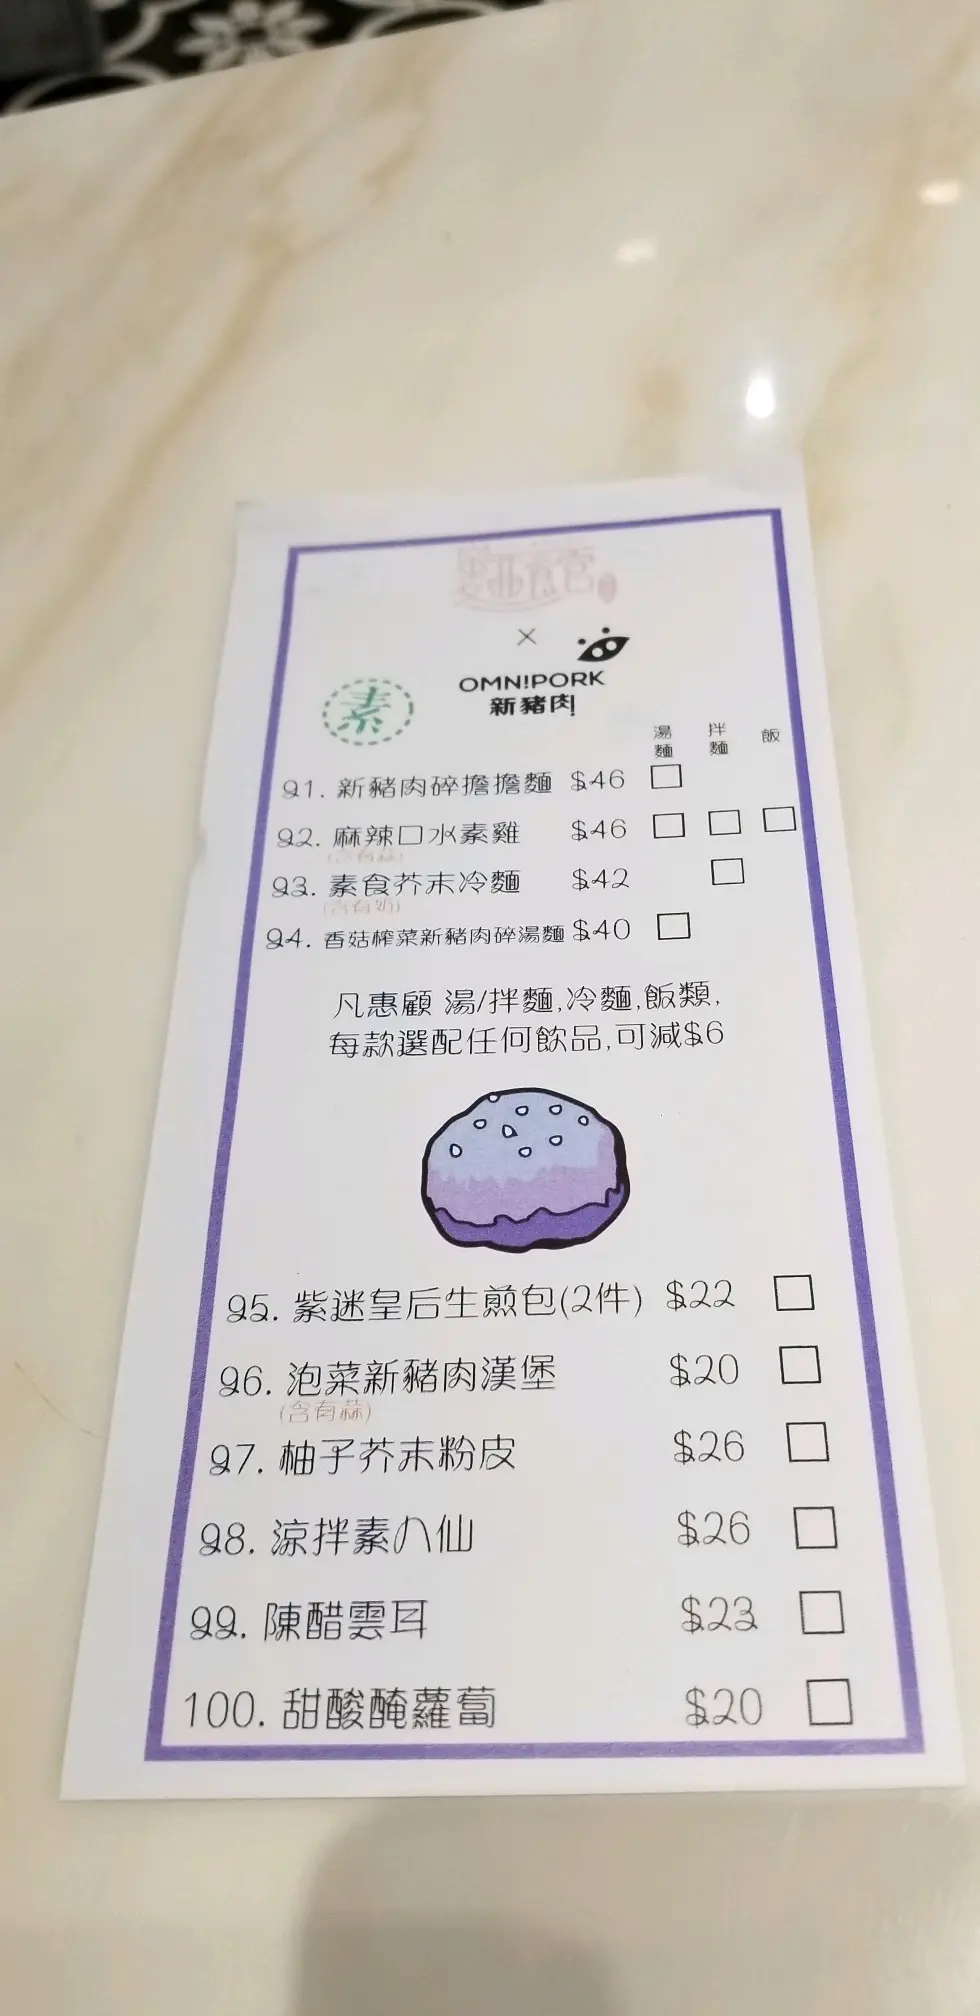 ×
OMN!PORK
新豬肉!
素
湯麵 拌麵 飯
91. 新豬肉碎擔擔麵 $46
92. 麻辣口水素雞 $46
(含有蒜)
93. 素食芥末冷麵 $42
(含有奶)
94. 香菇榨菜新豬肉碎湯麵 $40
凡惠顧 湯/拌麵,冷麵,飯類,
每款選配任何飲品,可減$6
95. 紫迷皇后生煎包(2件) $22
96. 泡菜新豬肉漢堡 $20
(含有蒜)
97. 柚子芥末粉皮 $26
98. 涼拌素八仙 $26
99. 陳醋雲耳 $23
100. 甜酸醃蘿蔔 $20